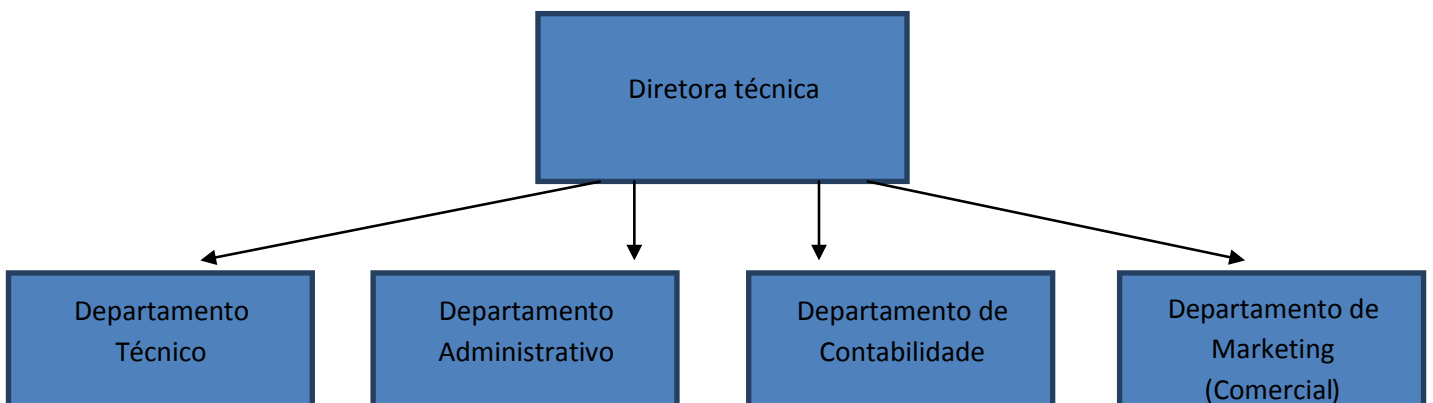 Diretora técnica
Departamento
Técnico
Departamento
Administrativo
Departamento de
Contabilidade
Departamento de
Marketing
(Comercial)